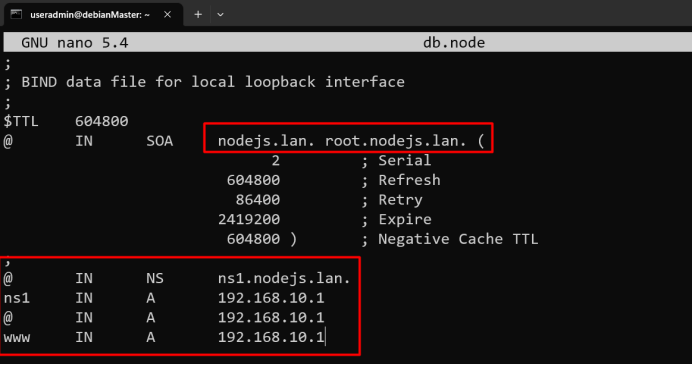 useradmin@debianMaster: ~ × + ⌄
GNU nano 5.4 db.node
;
; BIND data file for local loopback interface
;
$TTL 604800
@ IN SOA nodejs.lan. root.nodejs.lan. (
2 ; Serial
604800 ; Refresh
86400 ; Retry
2419200 ; Expire
604800 ) ; Negative Cache TTL
;
@ IN NS ns1.nodejs.lan.
ns1 IN A 192.168.10.1
@ IN A 192.168.10.1
www IN A 192.168.10.1